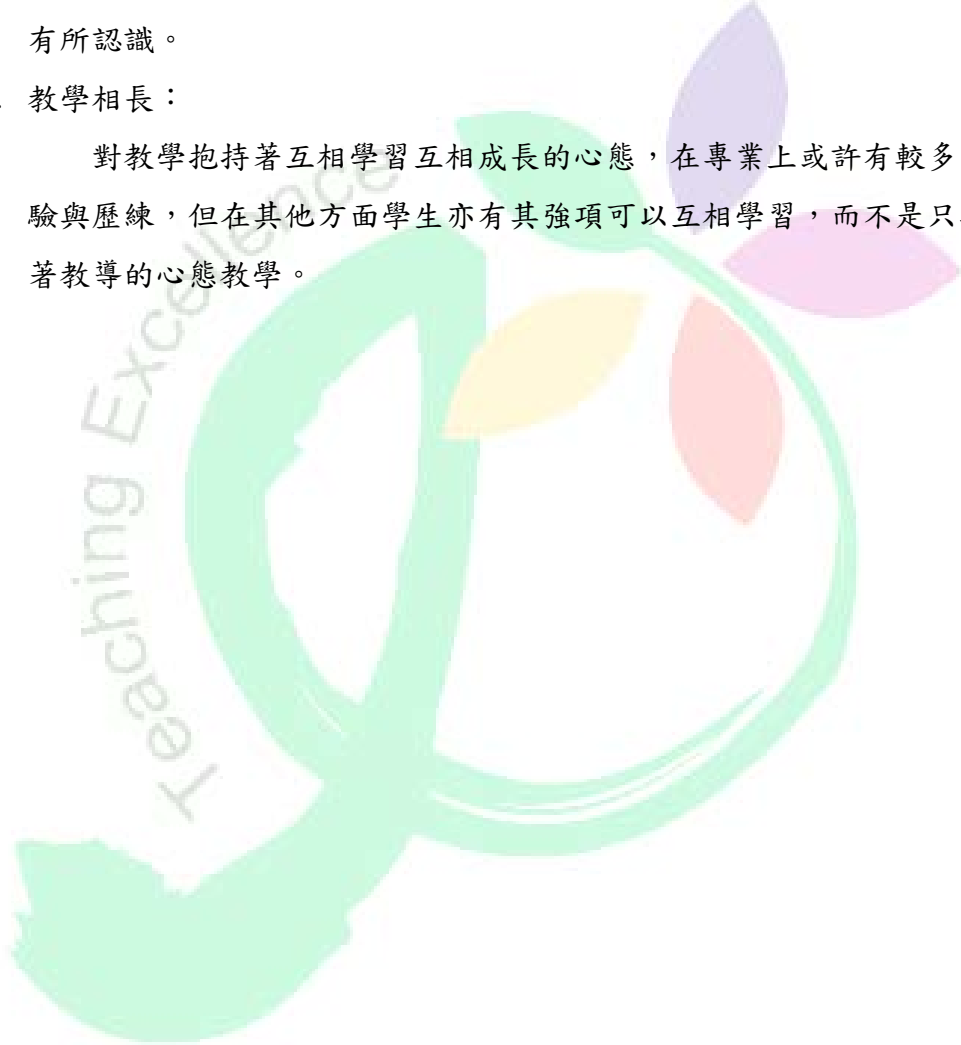 有所認識。
. 教學相長：
對教學抱持著互相學習互相成長的心態，在專業上或許有較多
驗與歷練，但在其他方面學生亦有其強項可以互相學習，而不是只
著教導的心態教學。
Teaching Excellence